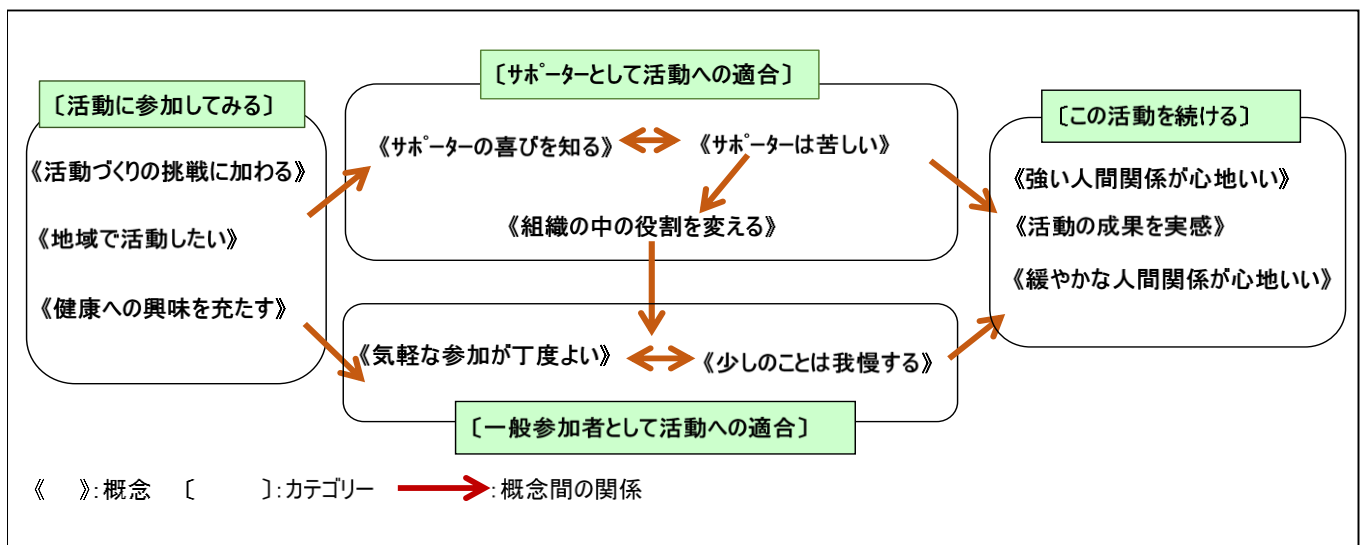 〔サポーターとして活動への適合〕
〔活動に参加してみる〕
〔この活動を続ける〕
《サポーターの喜びを知る》
《サポーターは苦しい》
《活動づくりの挑戦に加わる》
《強い人間関係が心地いい》
《地域で活動したい》
《組織の中の役割を変える》
《活動の成果を実感》
《健康への興味を充たす》
《緩やかな人間関係が心地いい》
《気軽な参加が丁度よい》
《少しのことは我慢する》
〔一般参加者として活動への適合〕
《　》:概念　〔　　　〕:カテゴリー　:概念間の関係